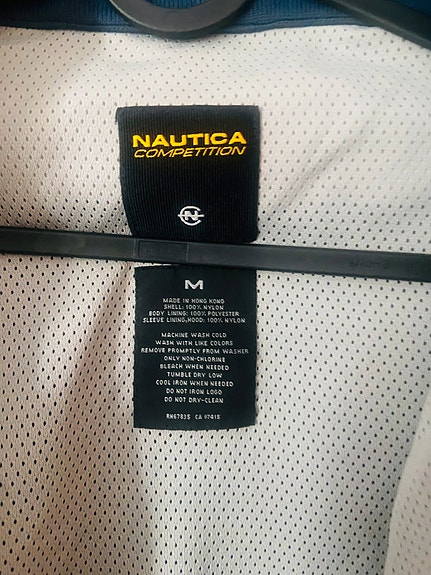 NAUTICA
COMPETITION
N
M
MADE IN HONG KONG
SHELL: 100% NYLON
BODY LINING: 100% POLYESTER
SLEEVE LINING,HOOD: 100% NYLON
MACHINE WASH COLD
WASH WITH LIKE COLORS
REMOVE PROMPTLY FROM WASHER
ONLY NON-CHLORINE
BLEACH WHEN NEEDED
TUMBLE DRY LOW
COOL IRON WHEN NEEDED
DO NOT IRON LOGO
DO NOT DRY-CLEAN
RN67835 CA 07415